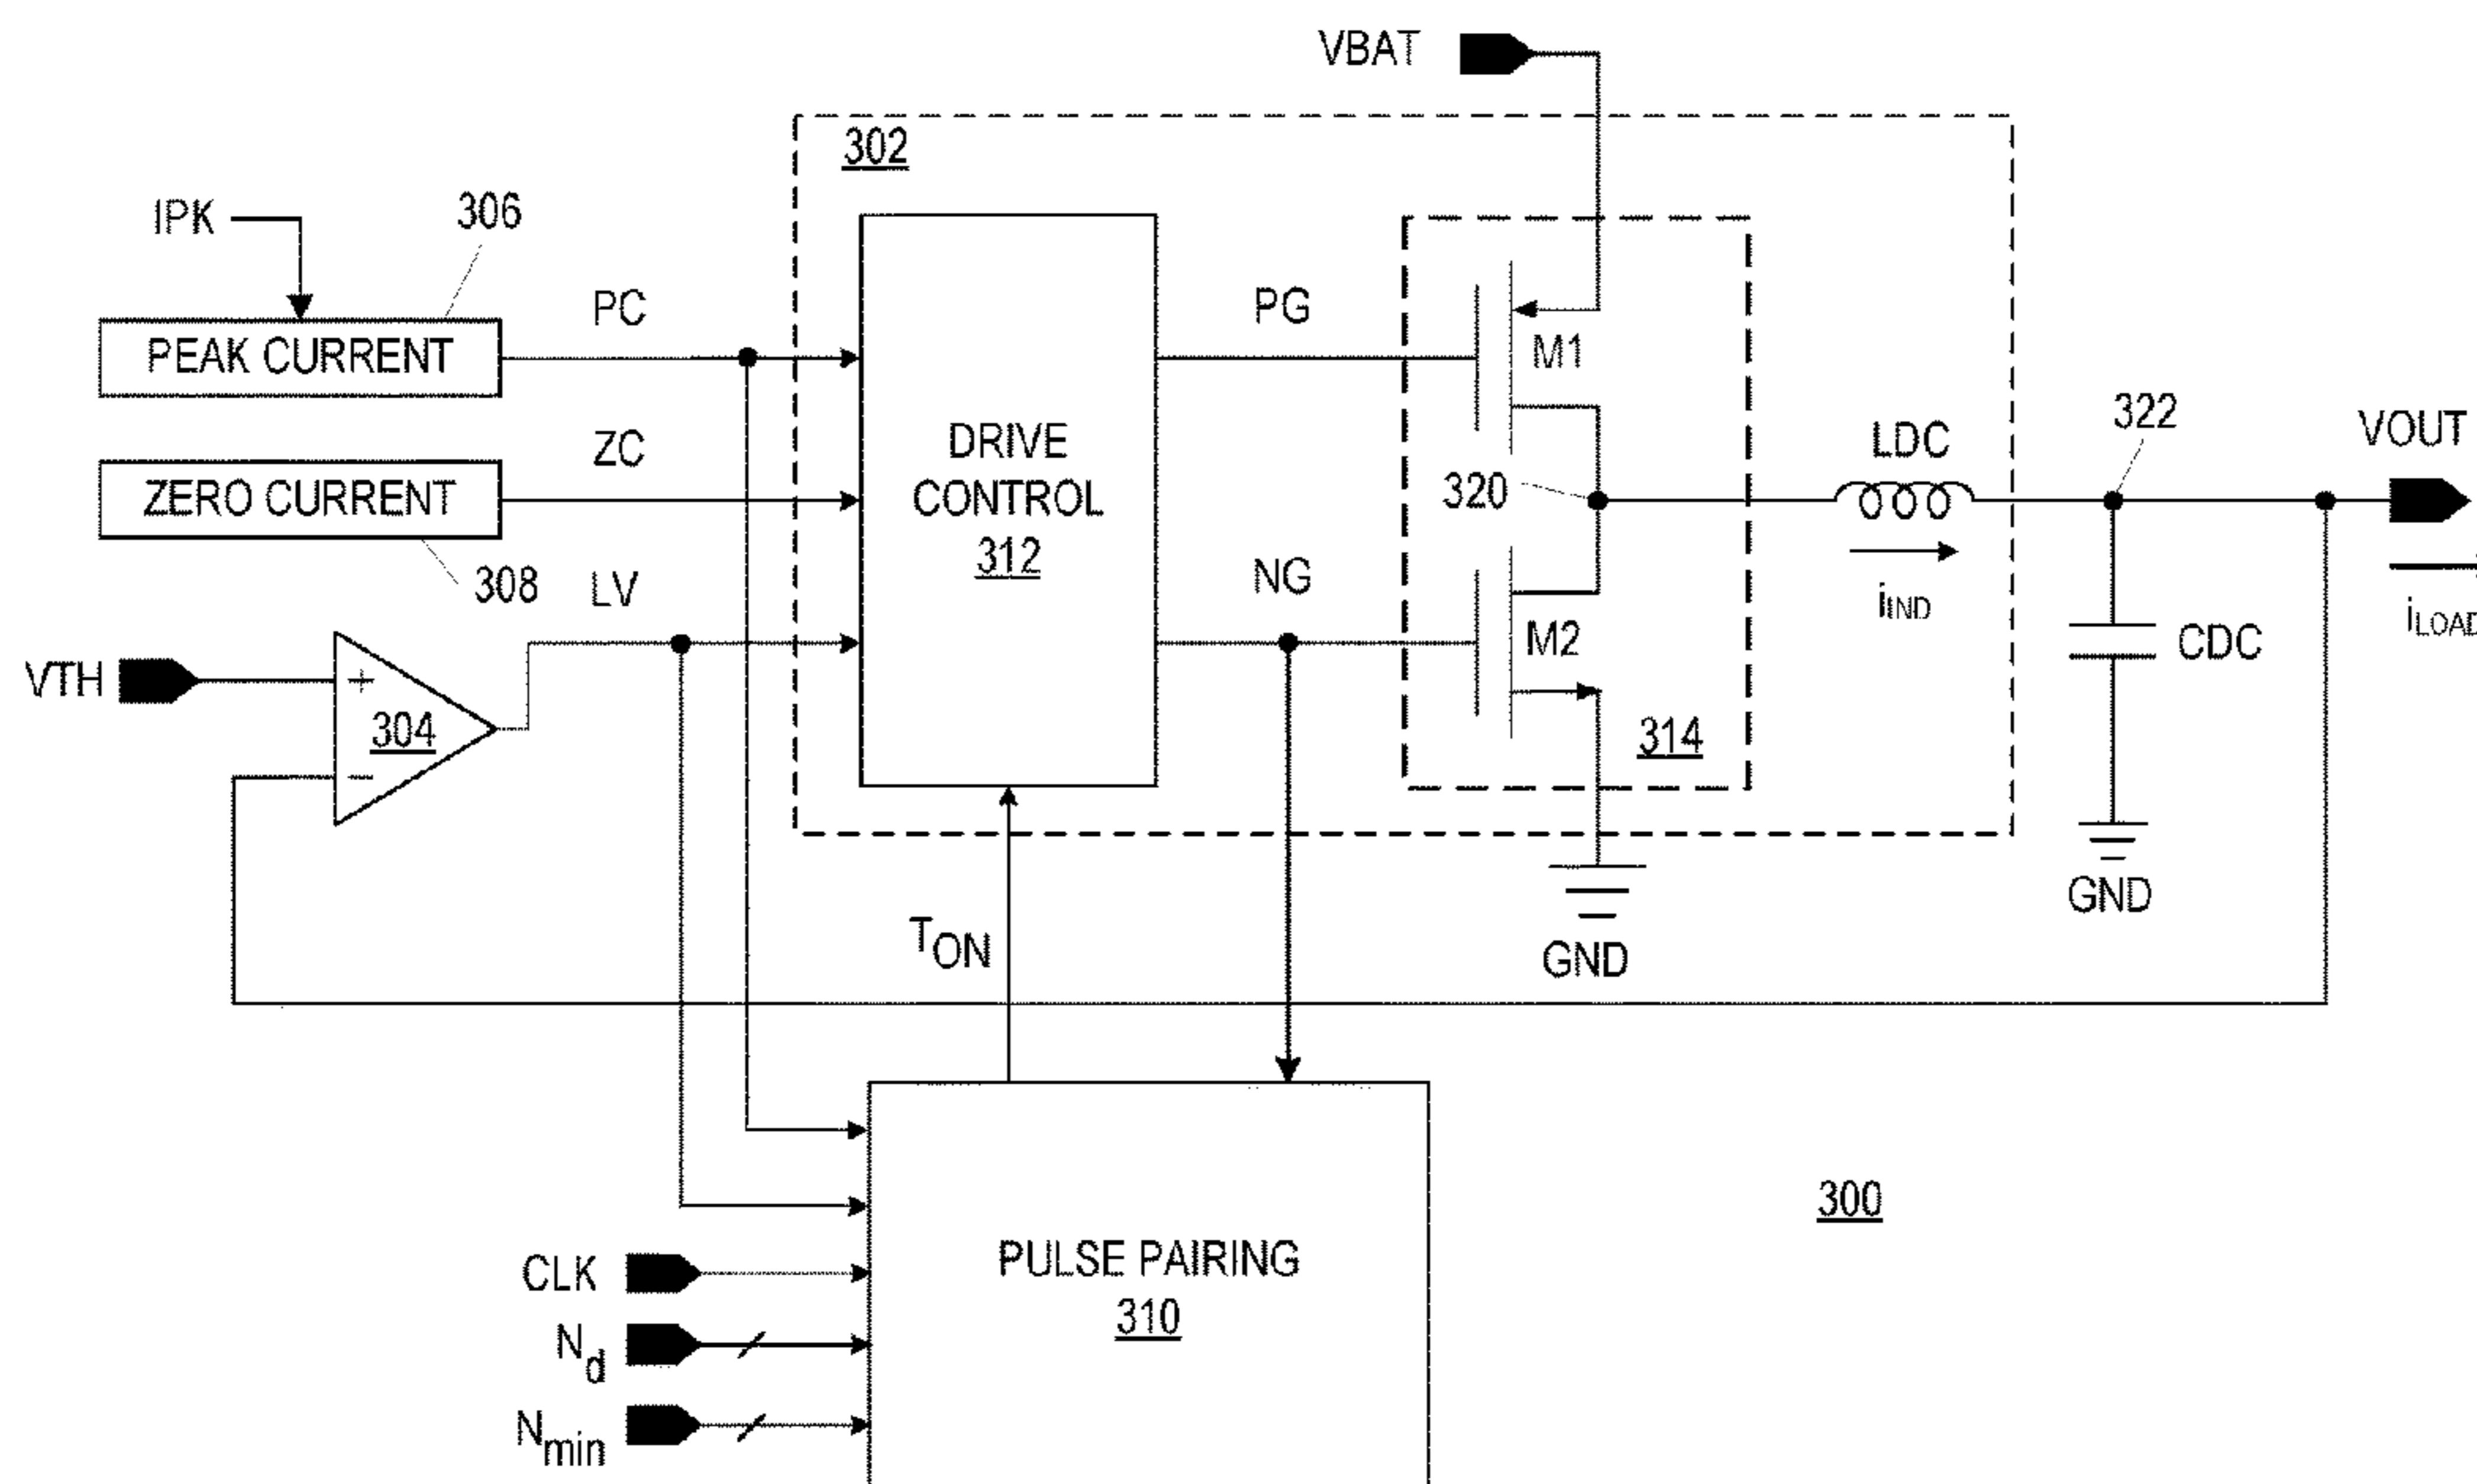 VBAT
302
IPK
306
PC
PG
PEAK CURRENT
M1
ZC
DRIVE
CONTROL
312
320
LDC
322
VOUT
ZERO CURRENT
308
LV
NG
iIND
iLOAD
M2
CDC
VTH
+
304
−
314
GND
GND
TON
300
PULSE PAIRING
310
CLK
Nd
Nmin